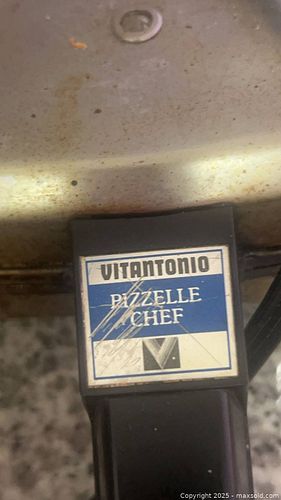 VITANTONIO
PIZZELLE
CHEF
Copyright © 2025 - maxsold.com